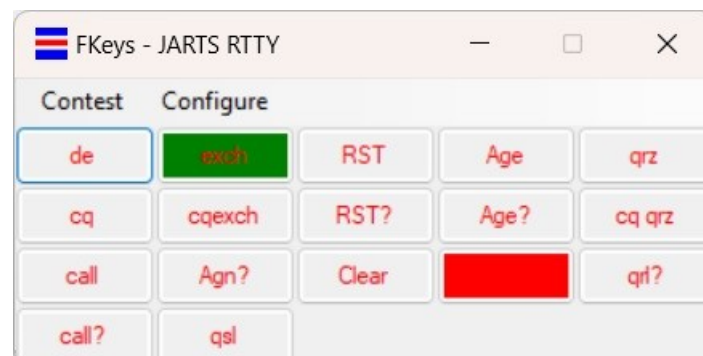 FKeys - JARTS RTTY
Contest Configure
de exch RST Age qrz
cq cqexch RST? Age? cq qrz
call Agn? Clear qrl?
call? qsl